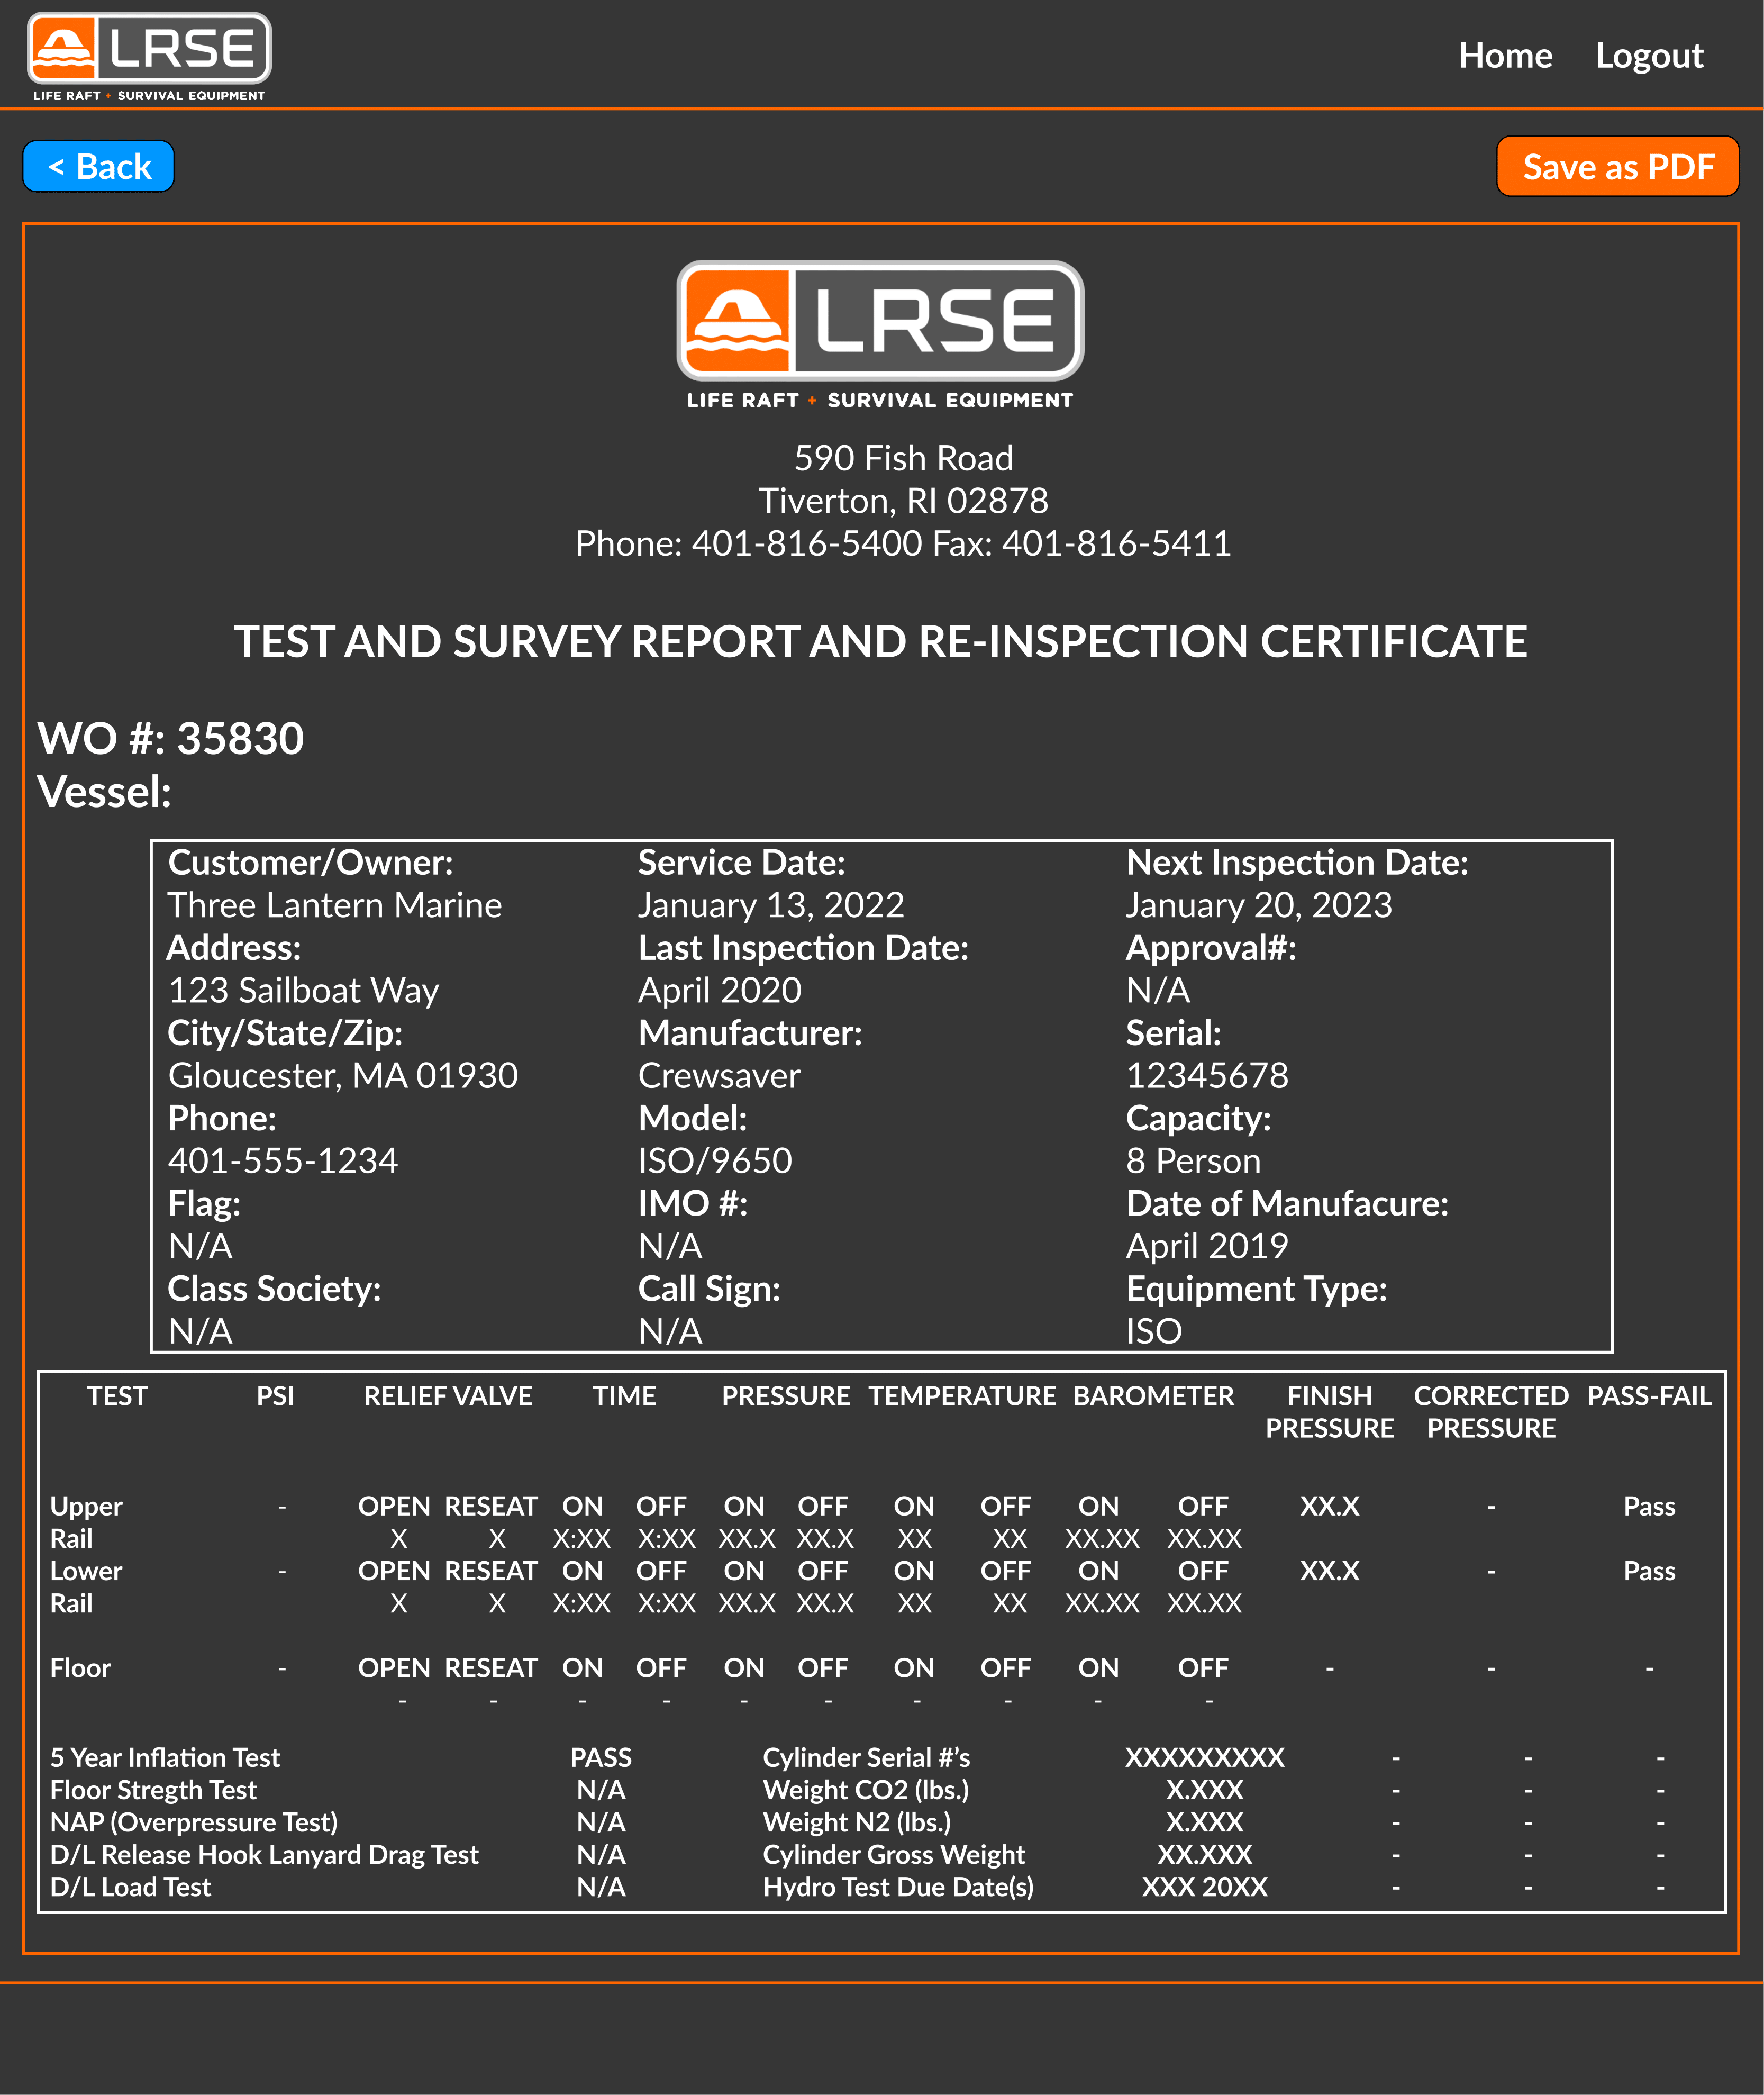 LRSE
LIFE RAFT + SURVIVAL EQUIPMENT
Home Logout
< Back
Save as PDF
LRSE
LIFE RAFT + SURVIVAL EQUIPMENT
590 Fish Road
Tiverton, RI 02878
Phone: 401-816-5400 Fax: 401-816-5411
TEST AND SURVEY REPORT AND RE-INSPECTION CERTIFICATE
WO #: 35830
Vessel:
Customer/Owner: Service Date: Next Inspection Date:
Three Lantern Marine January 13, 2022 January 20, 2023
Address: Last Inspection Date: Approval#:
123 Sailboat Way April 2020 N/A
City/State/Zip: Manufacturer: Serial:
Gloucester, MA 01930 Crewsaver 12345678
Phone: Model: Capacity:
401-555-1234 ISO/9650 8 Person
Flag: IMO #: Date of Manufacure:
N/A N/A April 2019
Class Society: Call Sign: Equipment Type:
N/A N/A ISO
TEST PSI RELIEF VALVE TIME PRESSURE TEMPERATURE BAROMETER FINISH CORRECTED PASS-FAIL
PRESSURE PRESSURE
Upper - OPEN RESEAT ON OFF ON OFF ON OFF ON OFF XX.X - Pass
Rail X X X:XX X:XX XX.X XX.X XX XX XX.XX XX.XX
Lower - OPEN RESEAT ON OFF ON OFF ON OFF ON OFF XX.X - Pass
Rail X X X:XX X:XX XX.X XX.X XX XX XX.XX XX.XX
Floor - OPEN RESEAT ON OFF ON OFF ON OFF ON OFF - - -
- - - - - - - - - -
5 Year Inflation Test PASS Cylinder Serial #’s XXXXXXXXX - - -
Floor Stregth Test N/A Weight CO2 (lbs.) X.XXX - - -
NAP (Overpressure Test) N/A Weight N2 (lbs.) X.XXX - - -
D/L Release Hook Lanyard Drag Test N/A Cylinder Gross Weight XX.XXX - - -
D/L Load Test N/A Hydro Test Due Date(s) XXX 20XX - - -